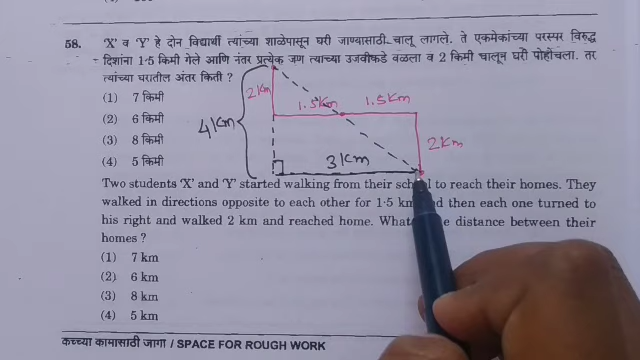 58. 'X' व 'Y' हे दोन विद्यार्थी त्यांच्या शाळेपासून घरी जाण्यासाठी चालू लागले. ते एकमेकांच्या परस्पर विरुद्ध
दिशांना 1·5 किमी गेले आणि नंतर प्रत्येक जण त्याच्या उजवीकडे वळला व 2 किमी चालून घरी पोहोचला. तर
त्यांच्या घरातील अंतर किती ?
(1) 7 किमी
(2) 6 किमी
(3) 8 किमी
(4) 5 किमी
2Km
1.5Km
1.5Km
4Km
2Km
3Km
Two students 'X' and 'Y' started walking from their to reach their homes. They
walked in directions opposite to each other for 1·5 then each one turned to
his right and walked 2 km and reached home. distance between their
homes ?
(1) 7 km
(2) 6 km
(3) 8 km
(4) 5 km
कच्च्या कामासाठी जागा / SPACE FOR ROUGH WORK